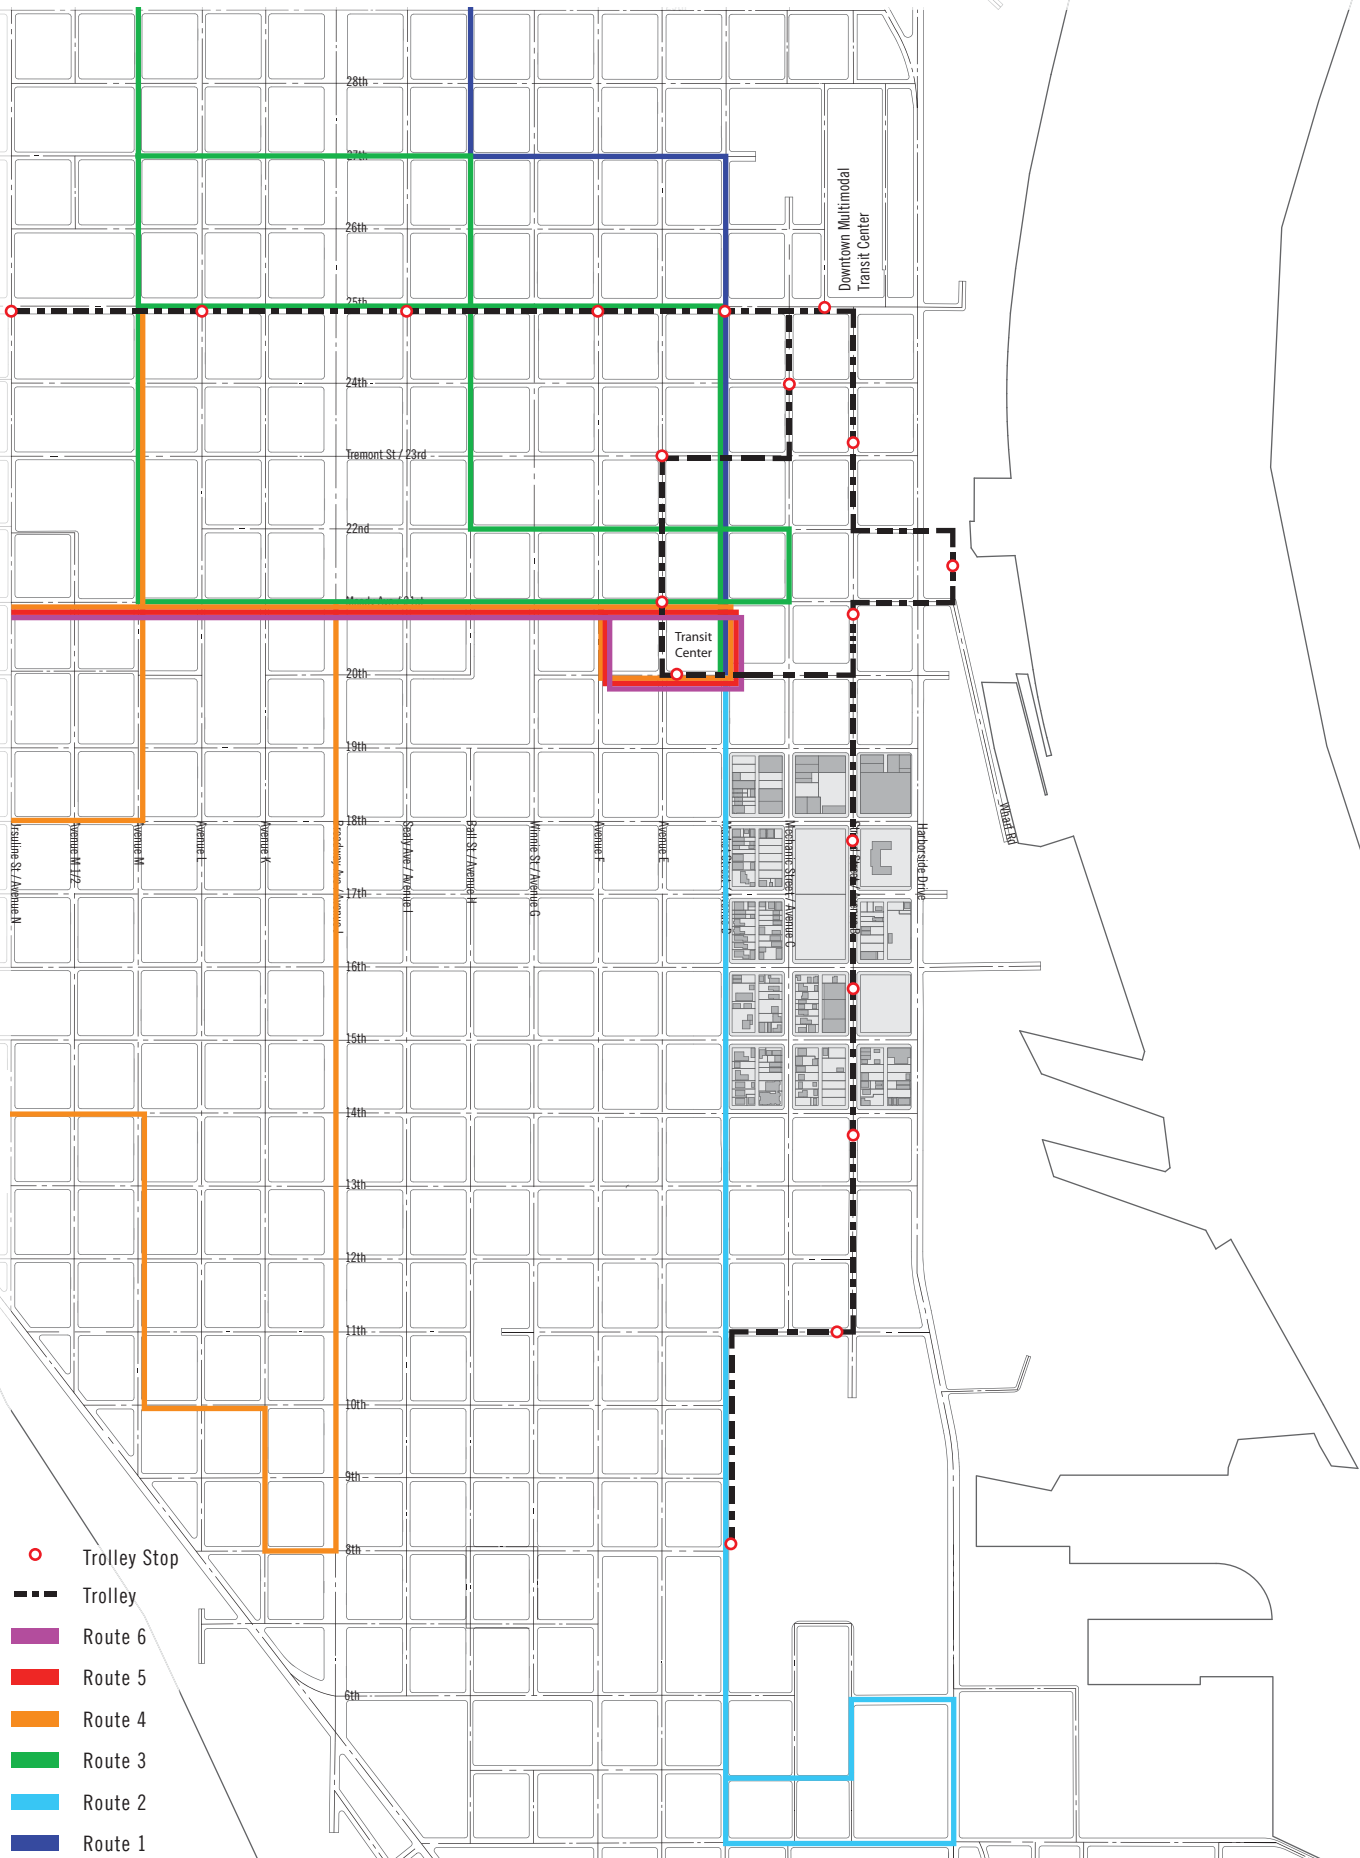 28th
27th
26th
Downtown Multimodal
Transit Center
25th
24th
Tremont St / 23rd
22nd
Transit
Center
20th
19th
18th
Ursuline St / Avenue N
Avenue M 1/2
Avenue M
Avenue L
Avenue K
Sealy Ave / Avenue I
Ball St / Avenue H
Winnie St / Avenue G
Avenue F
Avenue E
Mechanic Street / Avenue C
Harborside Drive
Wharf Rd
17th
16th
15th
14th
13th
12th
11th
10th
9th
8th
6th
Trolley Stop
Trolley
Route 6
Route 5
Route 4
Route 3
Route 2
Route 1